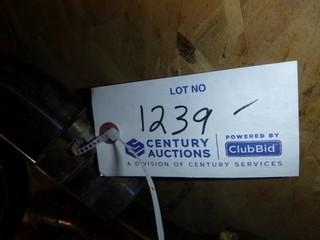 LOT NO
1239 -
CENTURY AUCTIONS
POWERED BY
ClubBid
A DIVISION OF CENTURY SERVICES